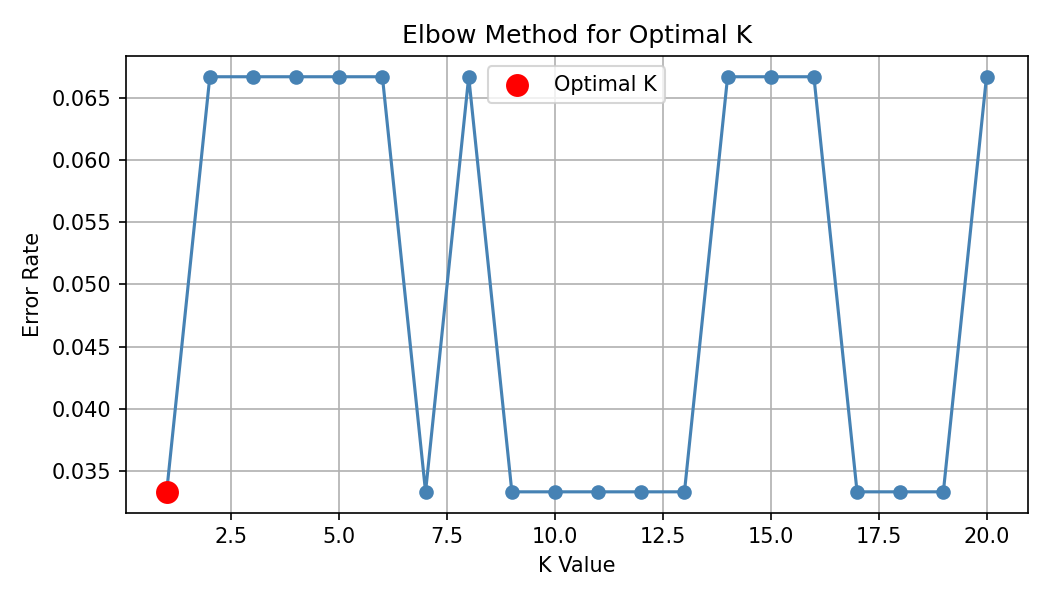 Elbow Method for Optimal K
Optimal K
0.065
0.060
0.055
0.050
0.045
0.040
0.035
Error Rate
2.5 5.0 7.5 10.0 12.5 15.0 17.5 20.0
K Value